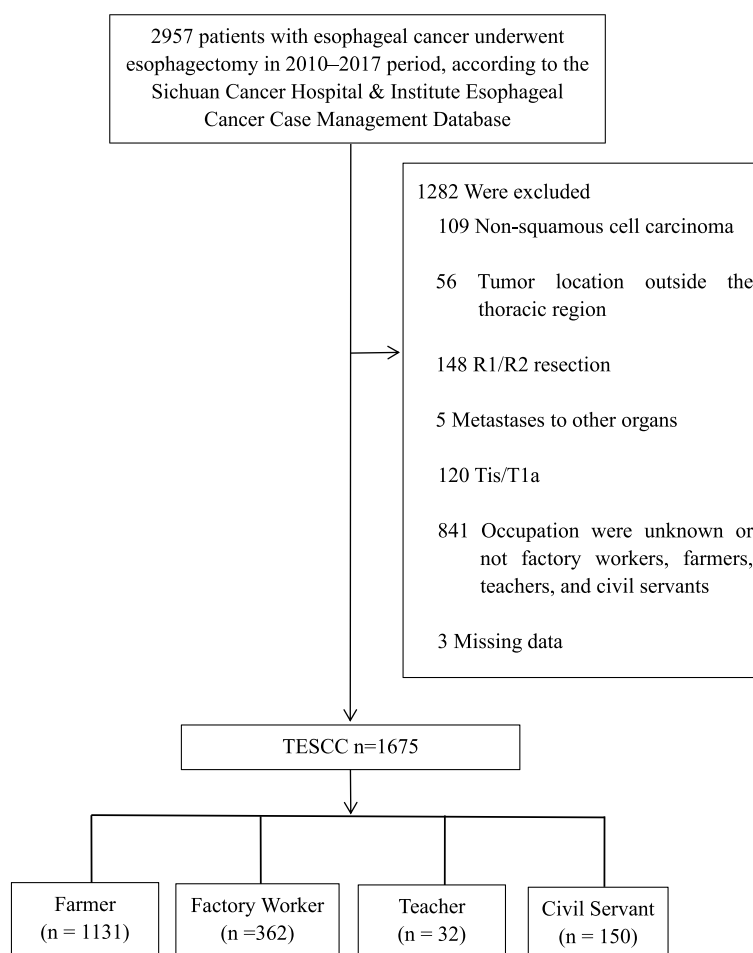 2957 patients with esophageal cancer underwent
esophagectomy in 2010–2017 period, according to the
Sichuan Cancer Hospital & Institute Esophageal
Cancer Case Management Database
1282 Were excluded
109 Non-squamous cell carcinoma
56 Tumor location outside the
thoracic region
148 R1/R2 resection
5 Metastases to other organs
120 Tis/T1a
841 Occupation were unknown or
not factory workers, farmers,
teachers, and civil servants
3 Missing data
TESCC n=1675
Farmer
(n = 1131)
Factory Worker
(n =362)
Teacher
(n = 32)
Civil Servant
(n = 150)